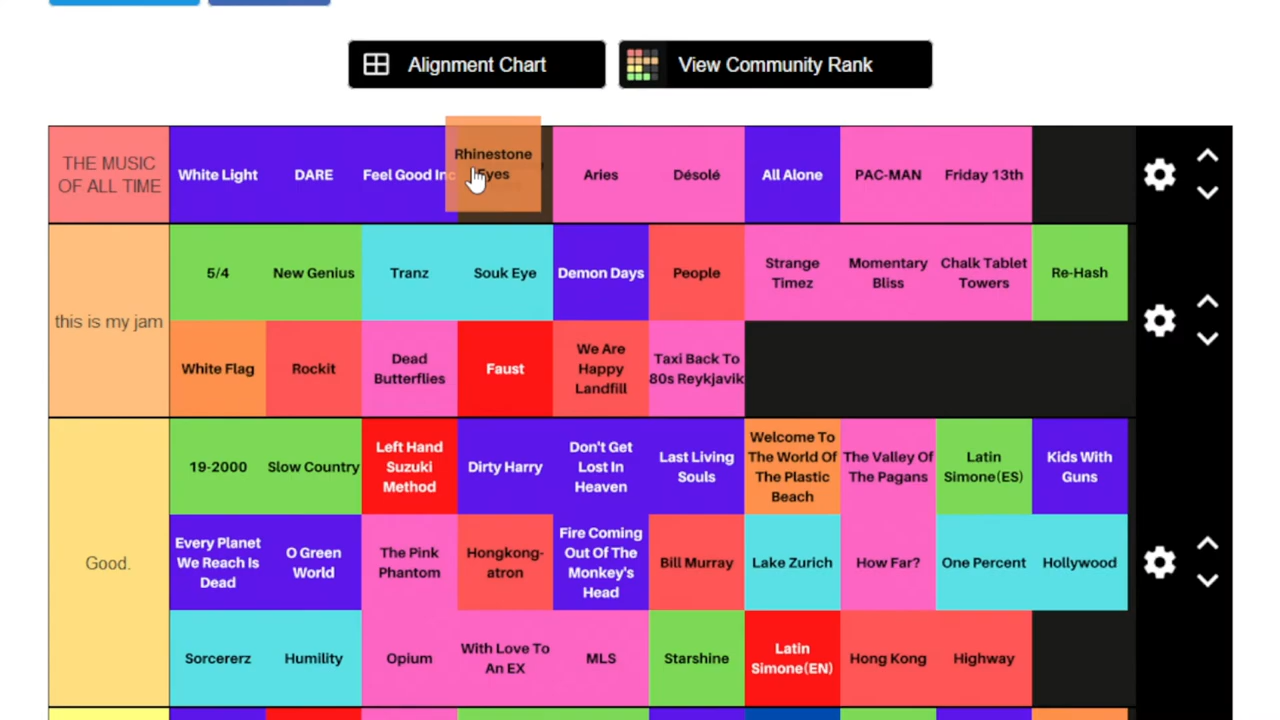 Alignment Chart
View Community Rank
THE MUSIC
OF ALL TIME
White Light
DARE
Feel Good Inc
Rhinestone
Eyes
Aries
Désolé
All Alone
PAC-MAN
Friday 13th
this is my jam
5/4
New Genius
Tranz
Souk Eye
Demon Days
People
Strange
Timez
Momentary
Bliss
Chalk Tablet
Towers
Re-Hash
White Flag
Rockit
Dead
Butterflies
Faust
We Are
Happy
Landfill
Taxi Back To
80s Reykjavik
Good.
19-2000
Slow Country
Left Hand
Suzuki
Method
Dirty Harry
Don't Get
Lost In
Heaven
Last Living
Souls
Welcome To
The World Of
The Plastic
Beach
The Valley Of
The Pagans
Latin
Simone(ES)
Kids With
Guns
Every Planet
We Reach Is
Dead
O Green
World
The Pink
Phantom
Hongkong-
atron
Fire Coming
Out Of The
Monkey's
Head
Bill Murray
Lake Zurich
How Far?
One Percent
Hollywood
Sorcererz
Humility
Opium
With Love To
An EX
MLS
Starshine
Latin
Simone(EN)
Hong Kong
Highway